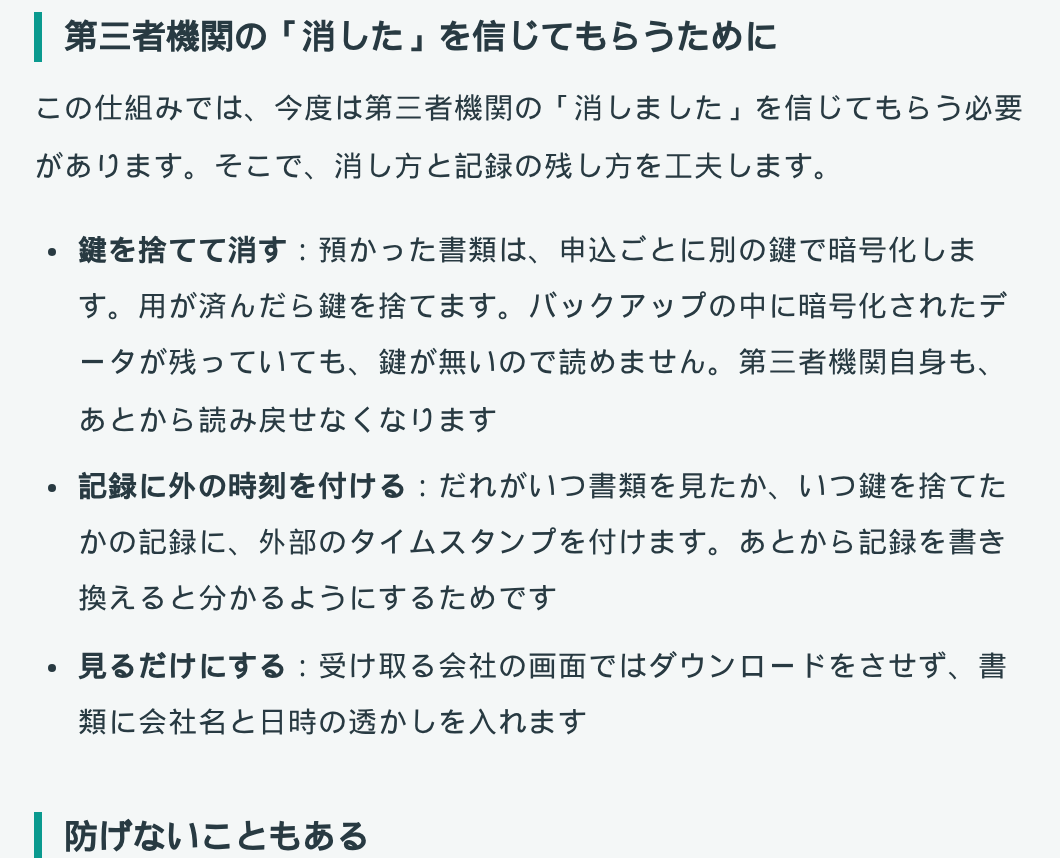 第三者機関の「消した」を信じてもらうために
この仕組みでは、今度は第三者機関の「消しました」を信じてもらう必要
があります。そこで、消し方と記録の残し方を工夫します。
• 鍵を捨てて消す：預かった書類は、申込ごとに別の鍵で暗号化しま
す。用が済んだら鍵を捨てます。バックアップの中に暗号化されたデ
ータが残っていても、鍵が無いので読めません。第三者機関自身も、
あとから読み戻せなくなります
• 記録に外の時刻を付ける：だれがいつ書類を見たか、いつ鍵を捨てた
かの記録に、外部のタイムスタンプを付けます。あとから記録を書き
換えると分かるようにするためです
• 見るだけにする：受け取る会社の画面ではダウンロードをさせず、書
類に会社名と日時の透かしを入れます
防げないこともある